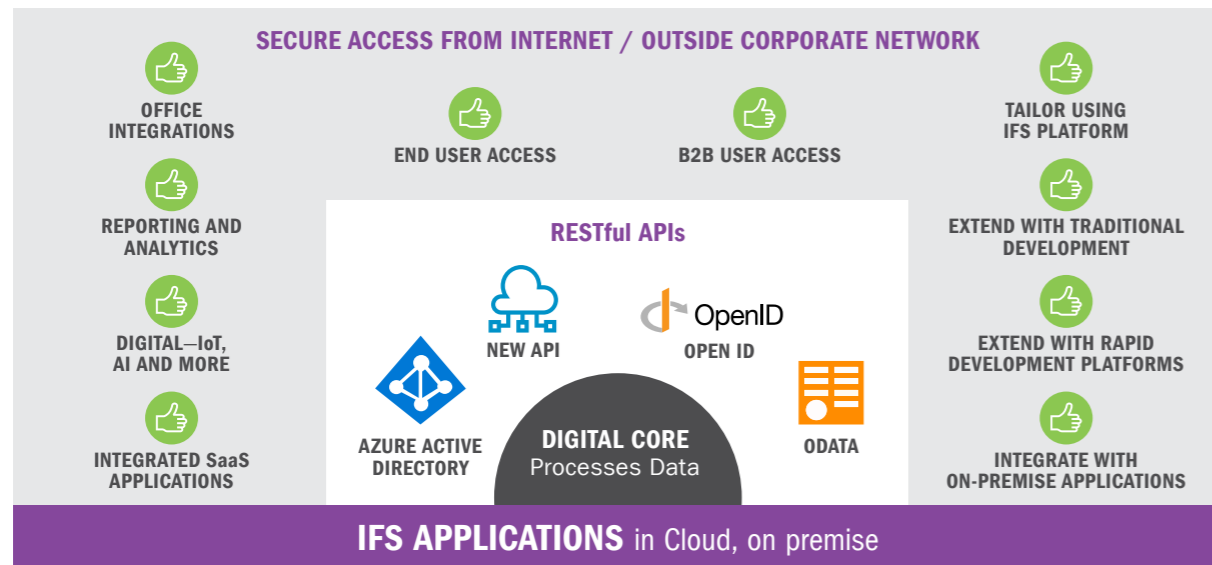 SECURE ACCESS FROM INTERNET / OUTSIDE CORPORATE NETWORK
OFFICE
INTEGRATIONS
REPORTING AND
ANALYTICS
DIGITAL—IoT,
AI AND MORE
INTEGRATED SaaS
APPLICATIONS
END USER ACCESS
B2B USER ACCESS
RESTful APIs
NEW API
OpenID
OPEN ID
AZURE ACTIVE
DIRECTORY
DIGITAL CORE
Processes Data
ODATA
TAILOR USING
IFS PLATFORM
EXTEND WITH TRADITIONAL
DEVELOPMENT
EXTEND WITH RAPID
DEVELOPMENT PLATFORMS
INTEGRATE WITH
ON-PREMISE APPLICATIONS
IFS APPLICATIONS in Cloud, on premise